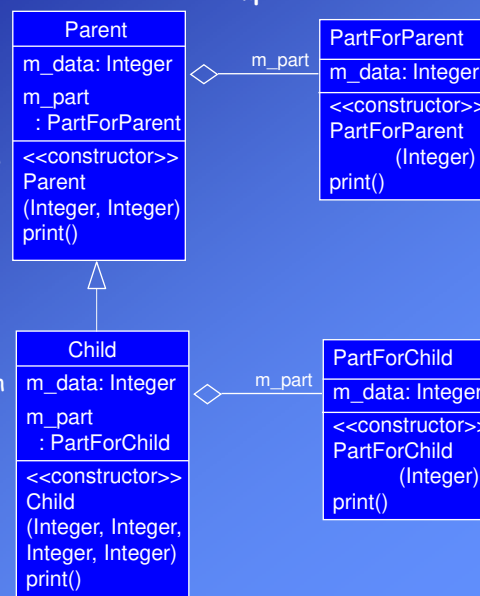 Parent
m_data: Integer
m_part
: PartForParent
<<constructor>>
Parent
(Integer, Integer)
print()
m_part
PartForParent
m_data: Integer
<<constructor>>
PartForParent
(Integer)
print()
Child
m_data: Integer
m_part
: PartForChild
<<constructor>>
Child
(Integer, Integer,
Integer, Integer)
print()
m_part
PartForChild
m_data: Integer
<<constructor>>
PartForChild
(Integer)
print()